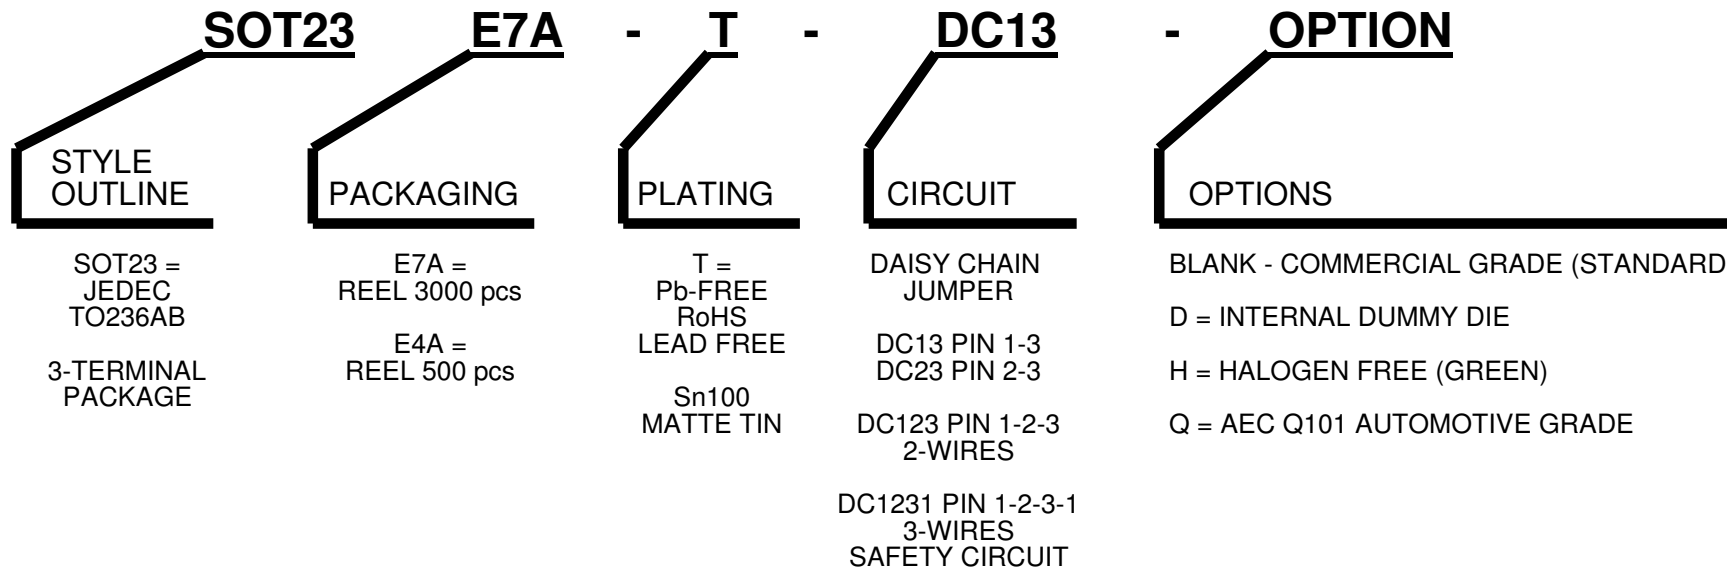 SOT23 E7A - T - DC13 - OPTION
STYLE
OUTLINE
SOT23 =
JEDEC
TO236AB
3-TERMINAL
PACKAGE
PACKAGING
E7A =
REEL 3000 pcs
E4A =
REEL 500 pcs
PLATING
T =
Pb-FREE
RoHS
LEAD FREE
Sn100
MATTE TIN
CIRCUIT
DAISY CHAIN
JUMPER
DC13 PIN 1-3
DC23 PIN 2-3
DC123 PIN 1-2-3
2-WIRES
DC1231 PIN 1-2-3-1
3-WIRES
SAFETY CIRCUIT
OPTIONS
BLANK - COMMERCIAL GRADE (STANDARD
D = INTERNAL DUMMY DIE
H = HALOGEN FREE (GREEN)
Q = AEC Q101 AUTOMOTIVE GRADE